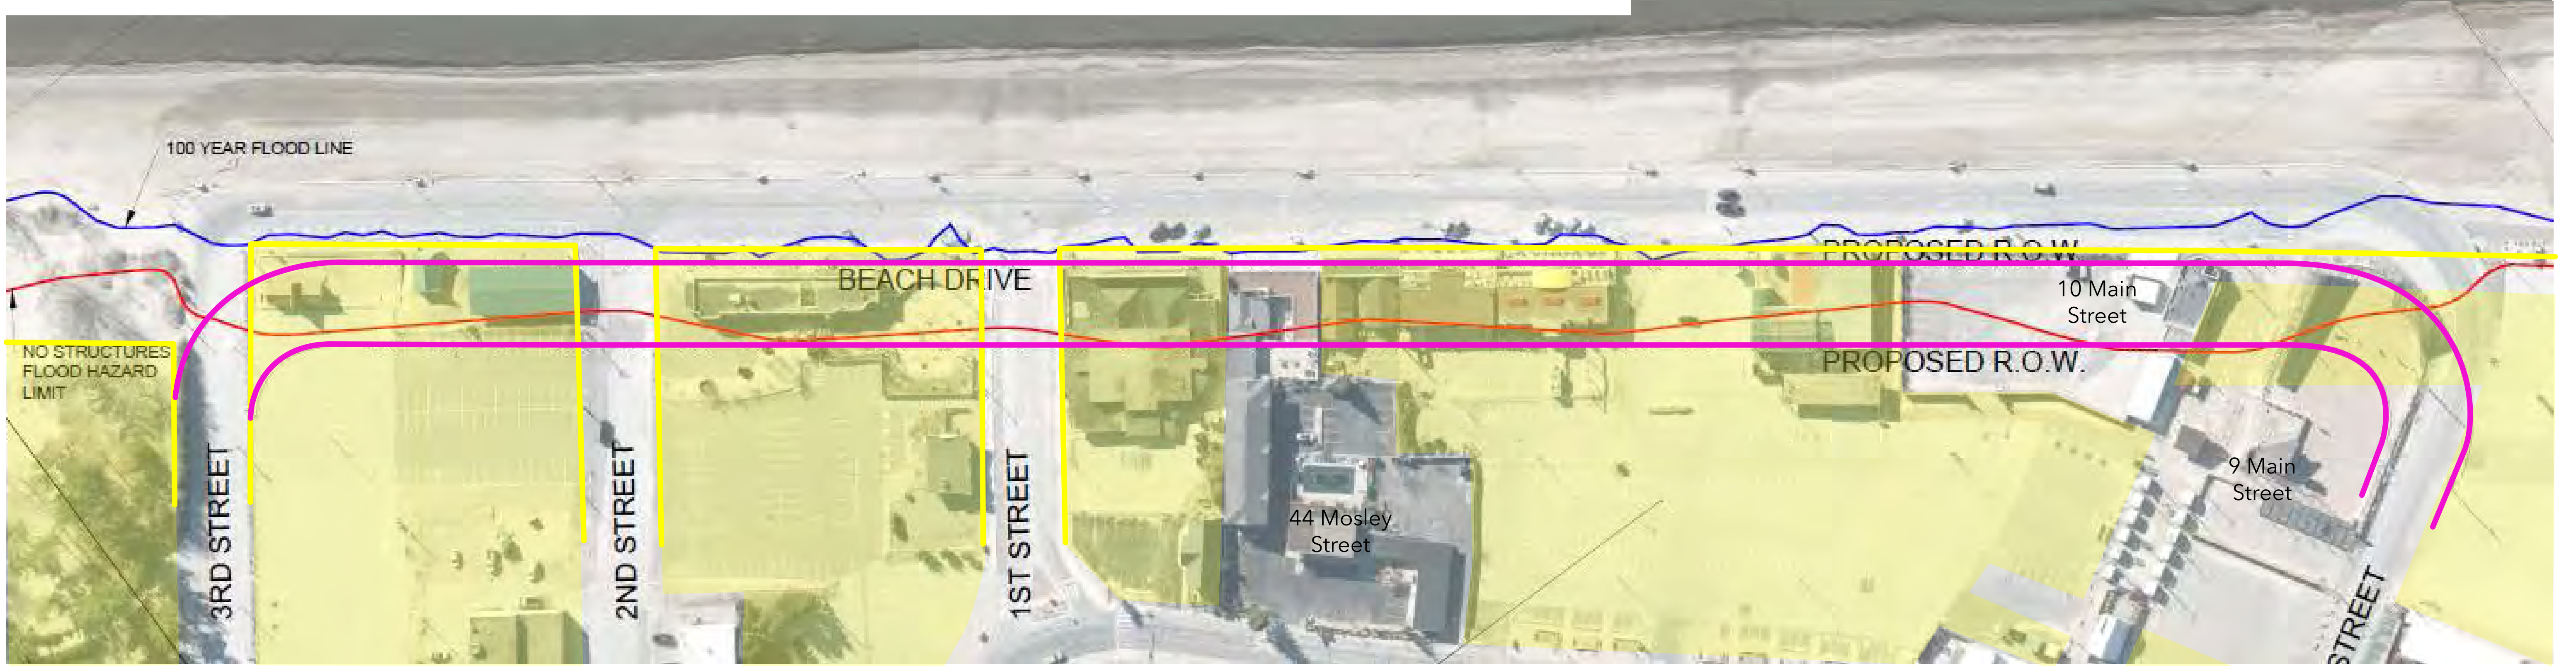 100 YEAR FLOOD LINE
PROPOSED R.O.W.
BEACH DRIVE
10 Main
Street
NO STRUCTURES
FLOOD HAZARD
LIMIT
PROPOSED R.O.W.
3RD STREET
2ND STREET
1ST STREET
44 Mosley
Street
9 Main
Street
STREET